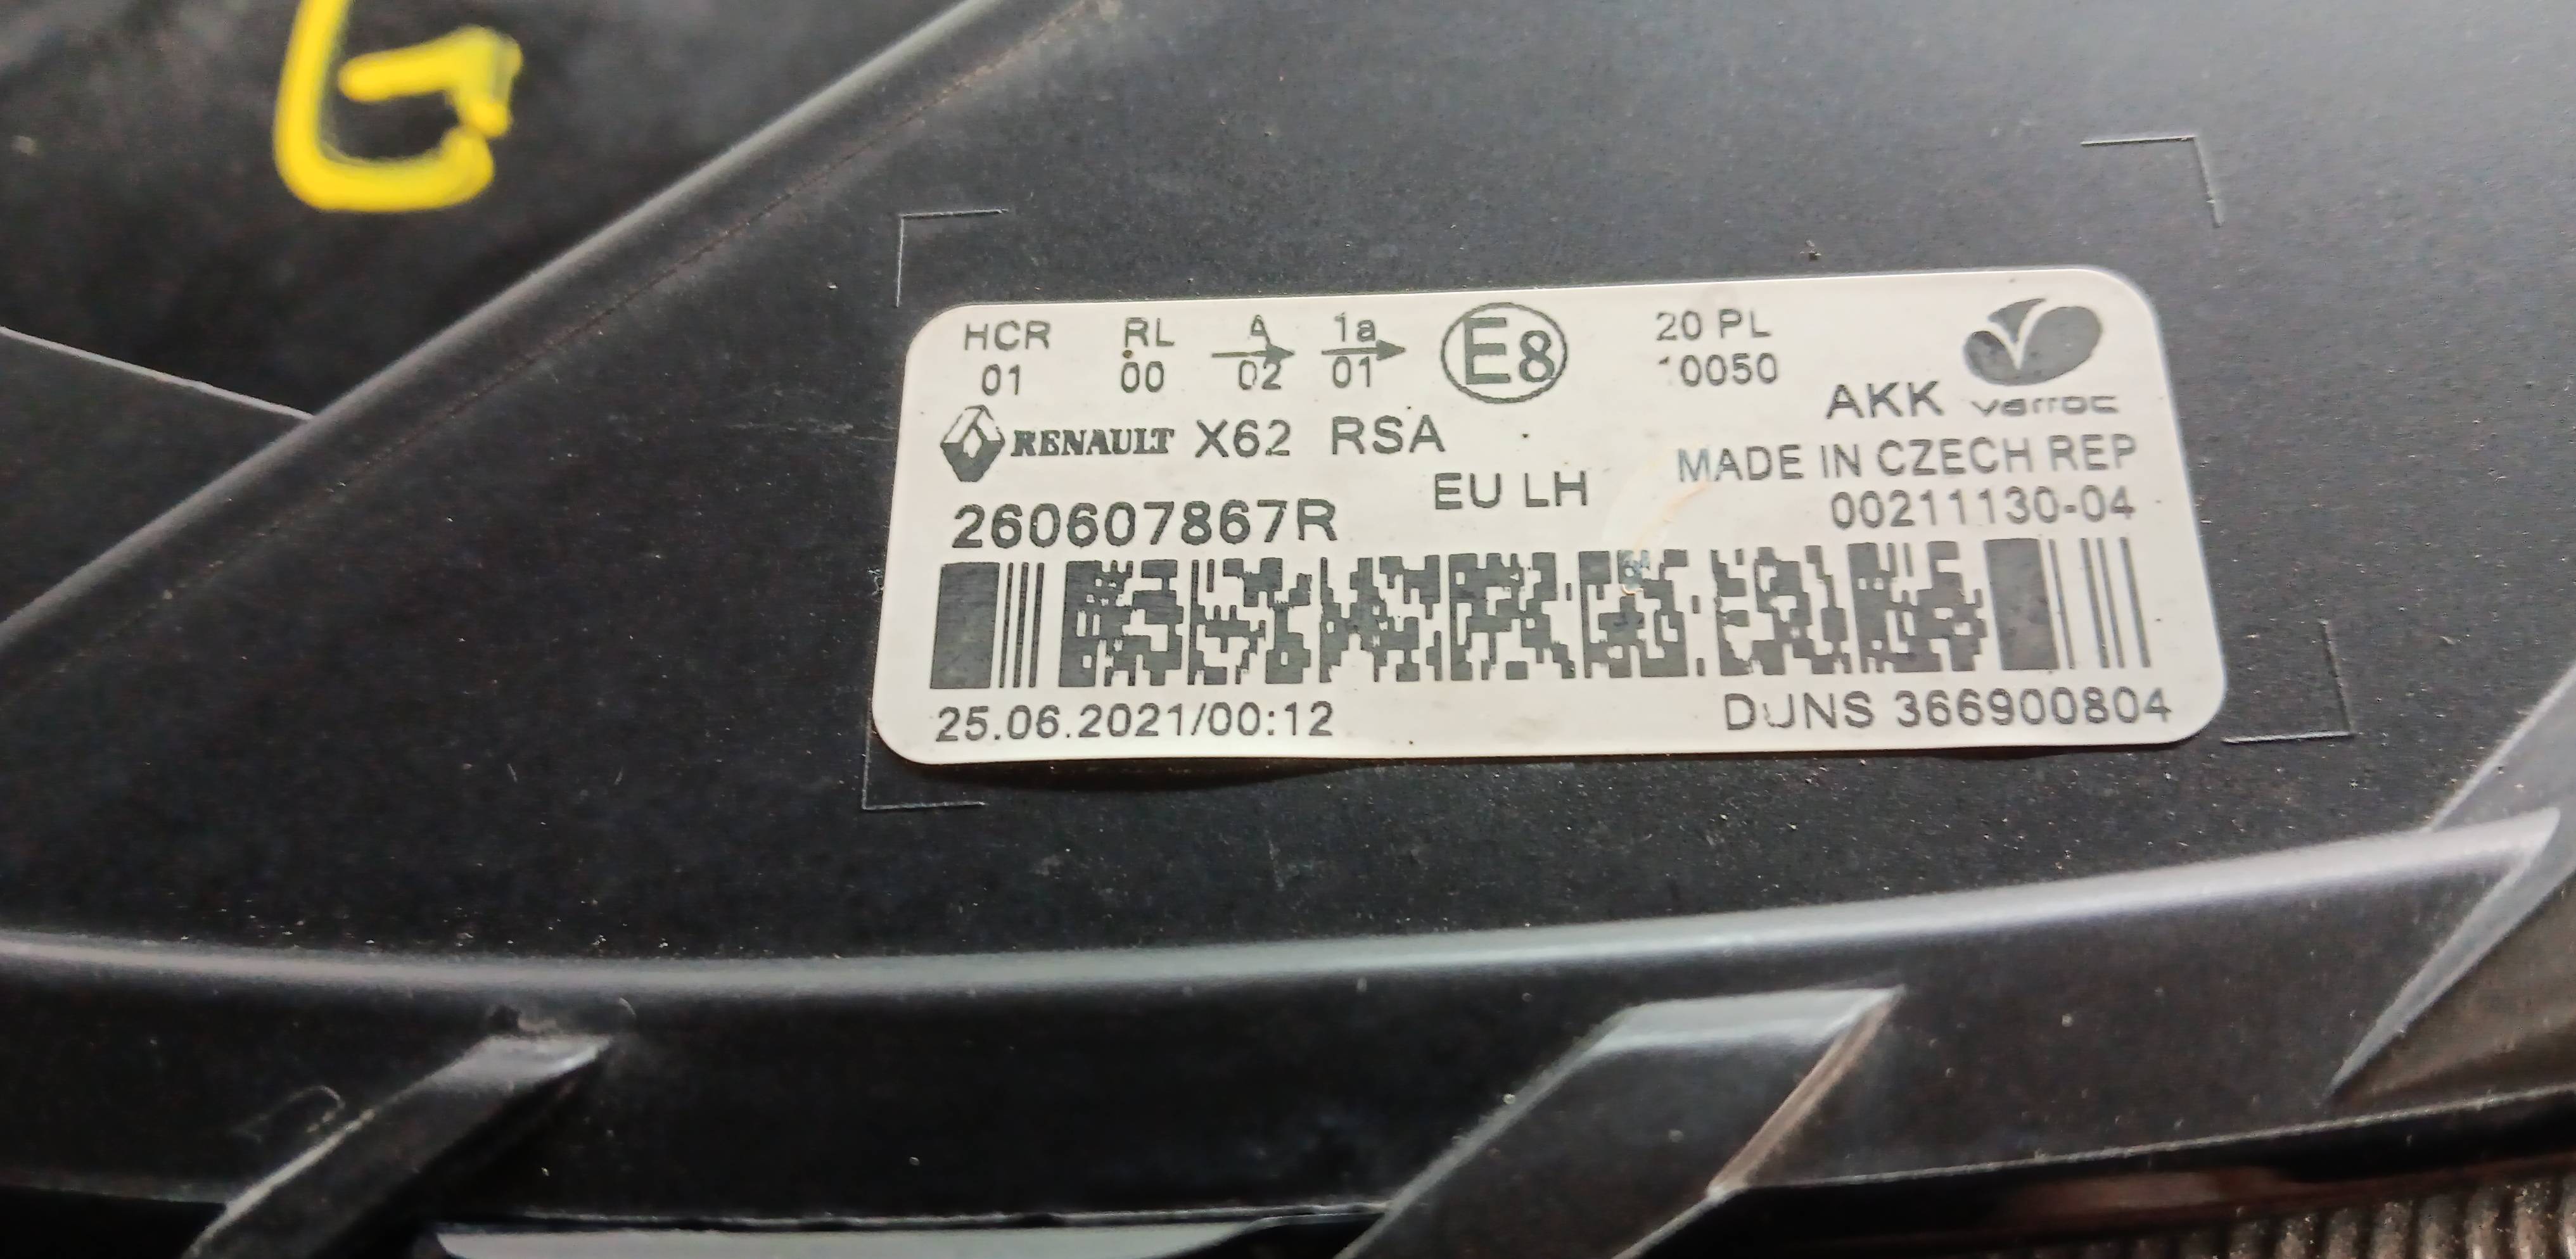 G
HCR RL A 1a E8 20 PL
01 00 02 01 10050
AKK varroc
RENAULT X62 RSA
MADE IN CZECH REP
EU LH
260607867R
00211130-04
25.06.2021/00:12
DUNS 366900804